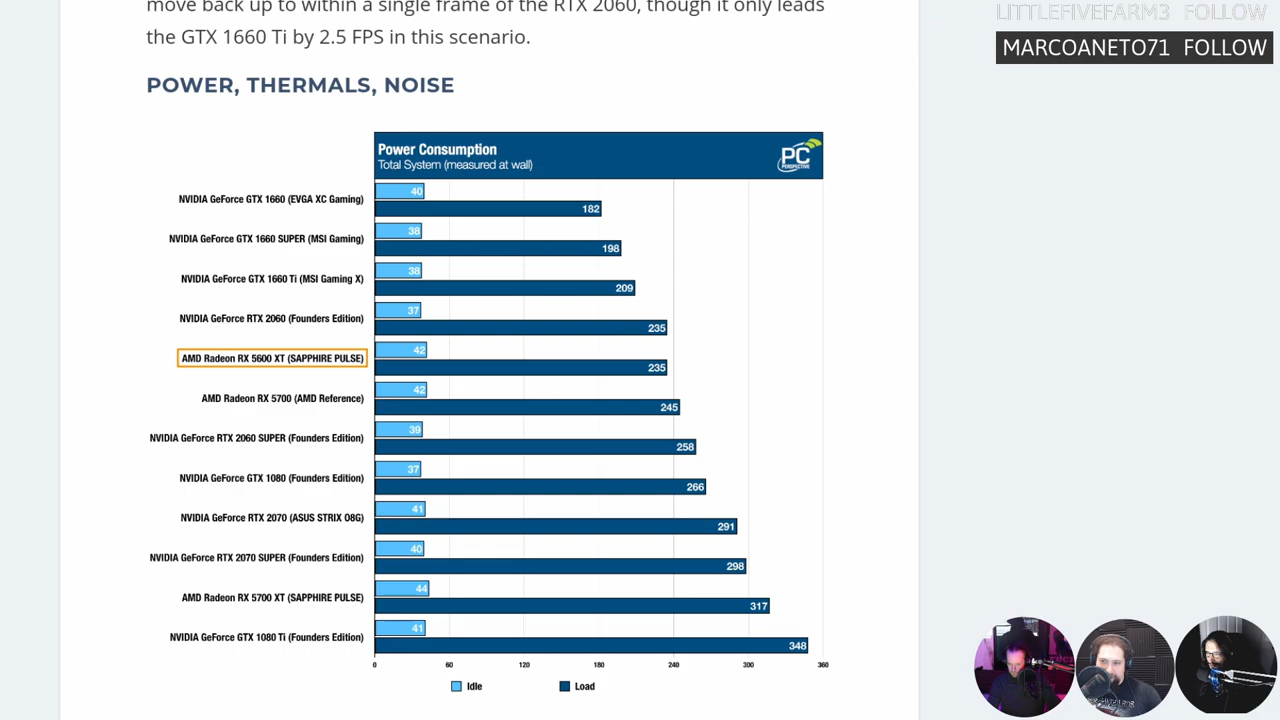 move back up to within a single frame of the RTX 2060, though it only leads
the GTX 1660 Ti by 2.5 FPS in this scenario.
LITTLEFIVEFARM3 FOLLOW
MARCOANETO71 FOLLOW
POWER, THERMALS, NOISE
Power Consumption
Total System (measured at wall)
PC
PERSPECTIVE
NVIDIA GeForce GTX 1660 (EVGA XC Gaming)
40
182
NVIDIA GeForce GTX 1660 SUPER (MSI Gaming)
38
198
NVIDIA GeForce GTX 1660 Ti (MSI Gaming X)
38
209
NVIDIA GeForce RTX 2060 (Founders Edition)
37
235
AMD Radeon RX 5600 XT (SAPPHIRE PULSE)
42
235
AMD Radeon RX 5700 (AMD Reference)
42
245
NVIDIA GeForce RTX 2060 SUPER (Founders Edition)
39
258
NVIDIA GeForce GTX 1080 (Founders Edition)
37
266
NVIDIA GeForce RTX 2070 (ASUS STRIX O8G)
41
291
NVIDIA GeForce RTX 2070 SUPER (Founders Edition)
40
298
AMD Radeon RX 5700 XT (SAPPHIRE PULSE)
44
317
NVIDIA GeForce GTX 1080 Ti (Founders Edition)
41
348
0 60 120 180 240 300 360
Idle Load